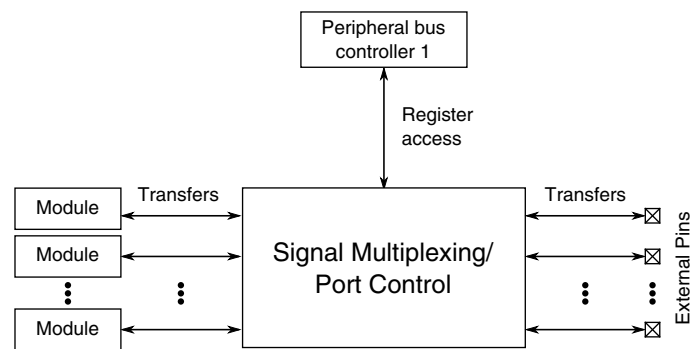 Peripheral bus
controller 1
Register
access
Transfers
Transfers
Module
Module
Module
Signal Multiplexing/
Port Control
External Pins